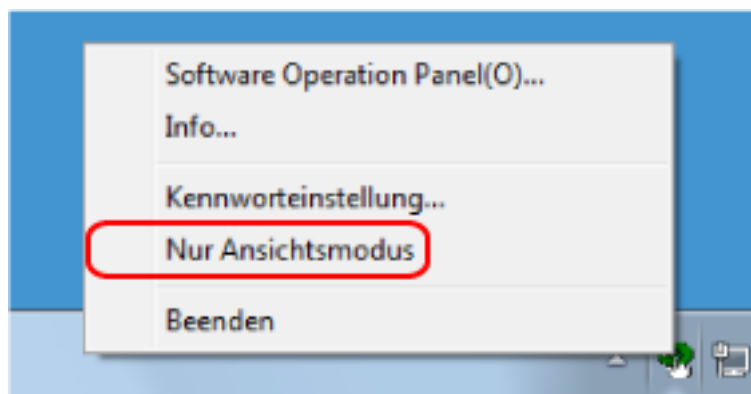 Software Operation Panel(O)...
Info...
Kennworteinstellung...
Nur Ansichtsmodus
Beenden